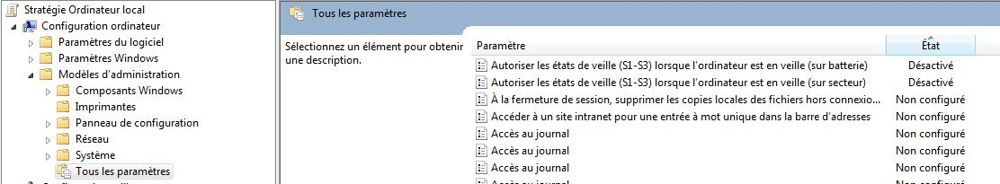 Stratégie Ordinateur local
Configuration ordinateur
Paramètres du logiciel
Paramètres Windows
Modèles d'administration
Composants Windows
Imprimantes
Panneau de configuration
Réseau
Système
Tous les paramètres
Tous les paramètres
Sélectionnez un élément pour obtenir
une description.
Paramètre État
Autoriser les états de veille (S1-S3) lorsque l'ordinateur est en veille (sur batterie) Désactivé
Autoriser les états de veille (S1-S3) lorsque l'ordinateur est en veille (sur secteur) Désactivé
À la fermeture de session, supprimer les copies locales des fichiers hors connexio... Non configuré
Accéder à un site intranet pour une entrée à mot unique dans la barre d'adresses Non configuré
Accès au journal Non configuré
Accès au journal Non configuré
Accès au journal Non configuré
Accès au journal Non configuré